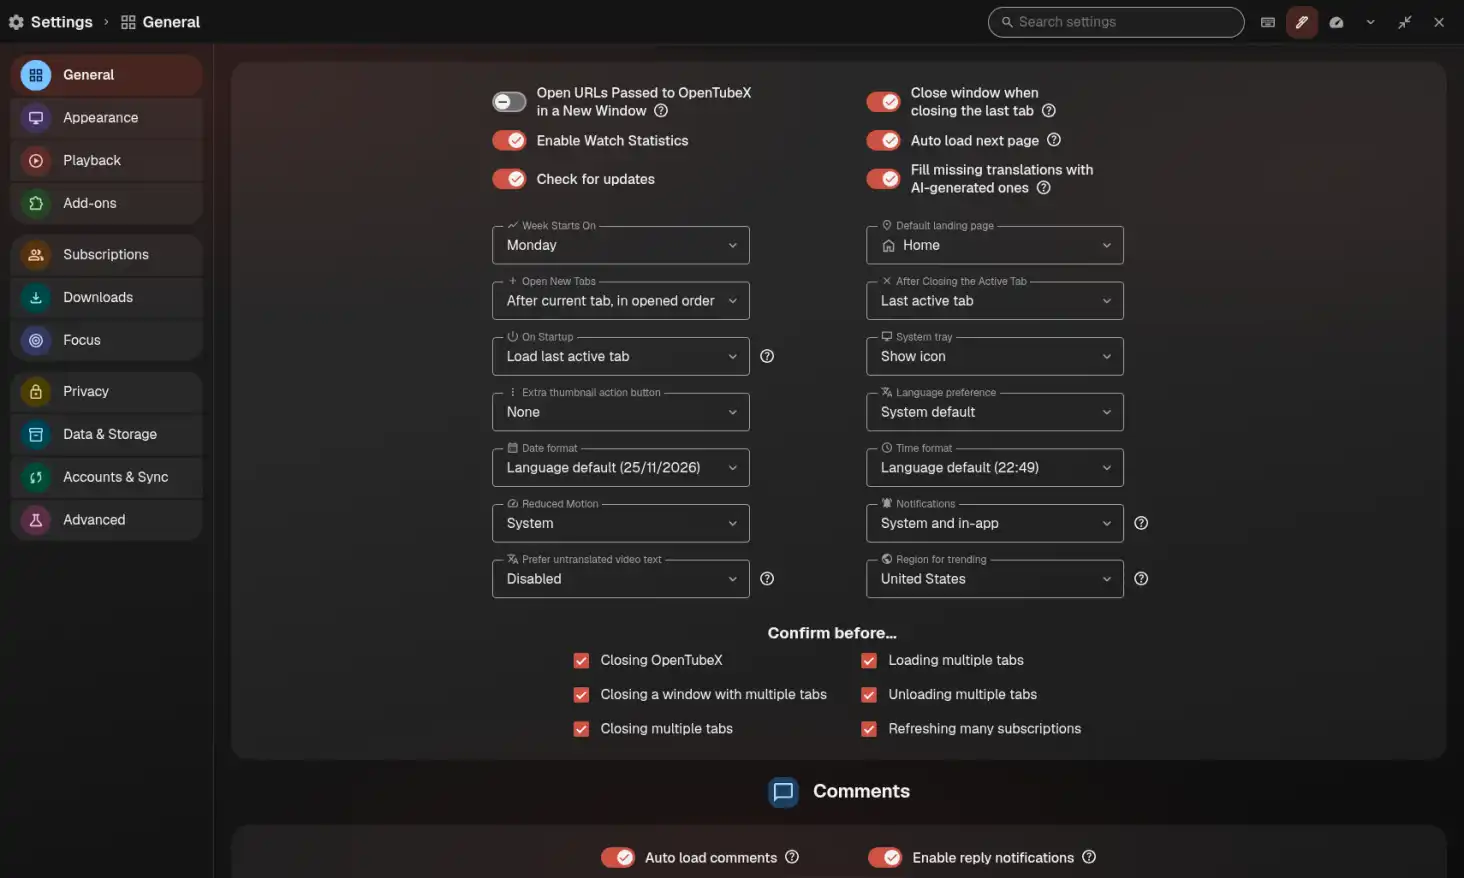 Settings › General
Search settings
General
Appearance
Playback
Add-ons
Subscriptions
Downloads
Focus
Privacy
Data & Storage
Accounts & Sync
Advanced
Open URLs Passed to OpenTubeX
in a New Window
Close window when
closing the last tab
Enable Watch Statistics
Auto load next page
Check for updates
Fill missing translations with
AI-generated ones
Week Starts On
Monday
Default landing page
Home
Open New Tabs
After current tab, in opened order
After Closing the Active Tab
Last active tab
On Startup
Load last active tab
System tray
Show icon
Extra thumbnail action button
None
Language preference
System default
Date format
Language default (25/11/2026)
Time format
Language default (22:49)
Reduced Motion
System
Notifications
System and in-app
Prefer untranslated video text
Disabled
Region for trending
United States
Confirm before...
Closing OpenTubeX
Loading multiple tabs
Closing a window with multiple tabs
Unloading multiple tabs
Closing multiple tabs
Refreshing many subscriptions
Comments
Auto load comments
Enable reply notifications